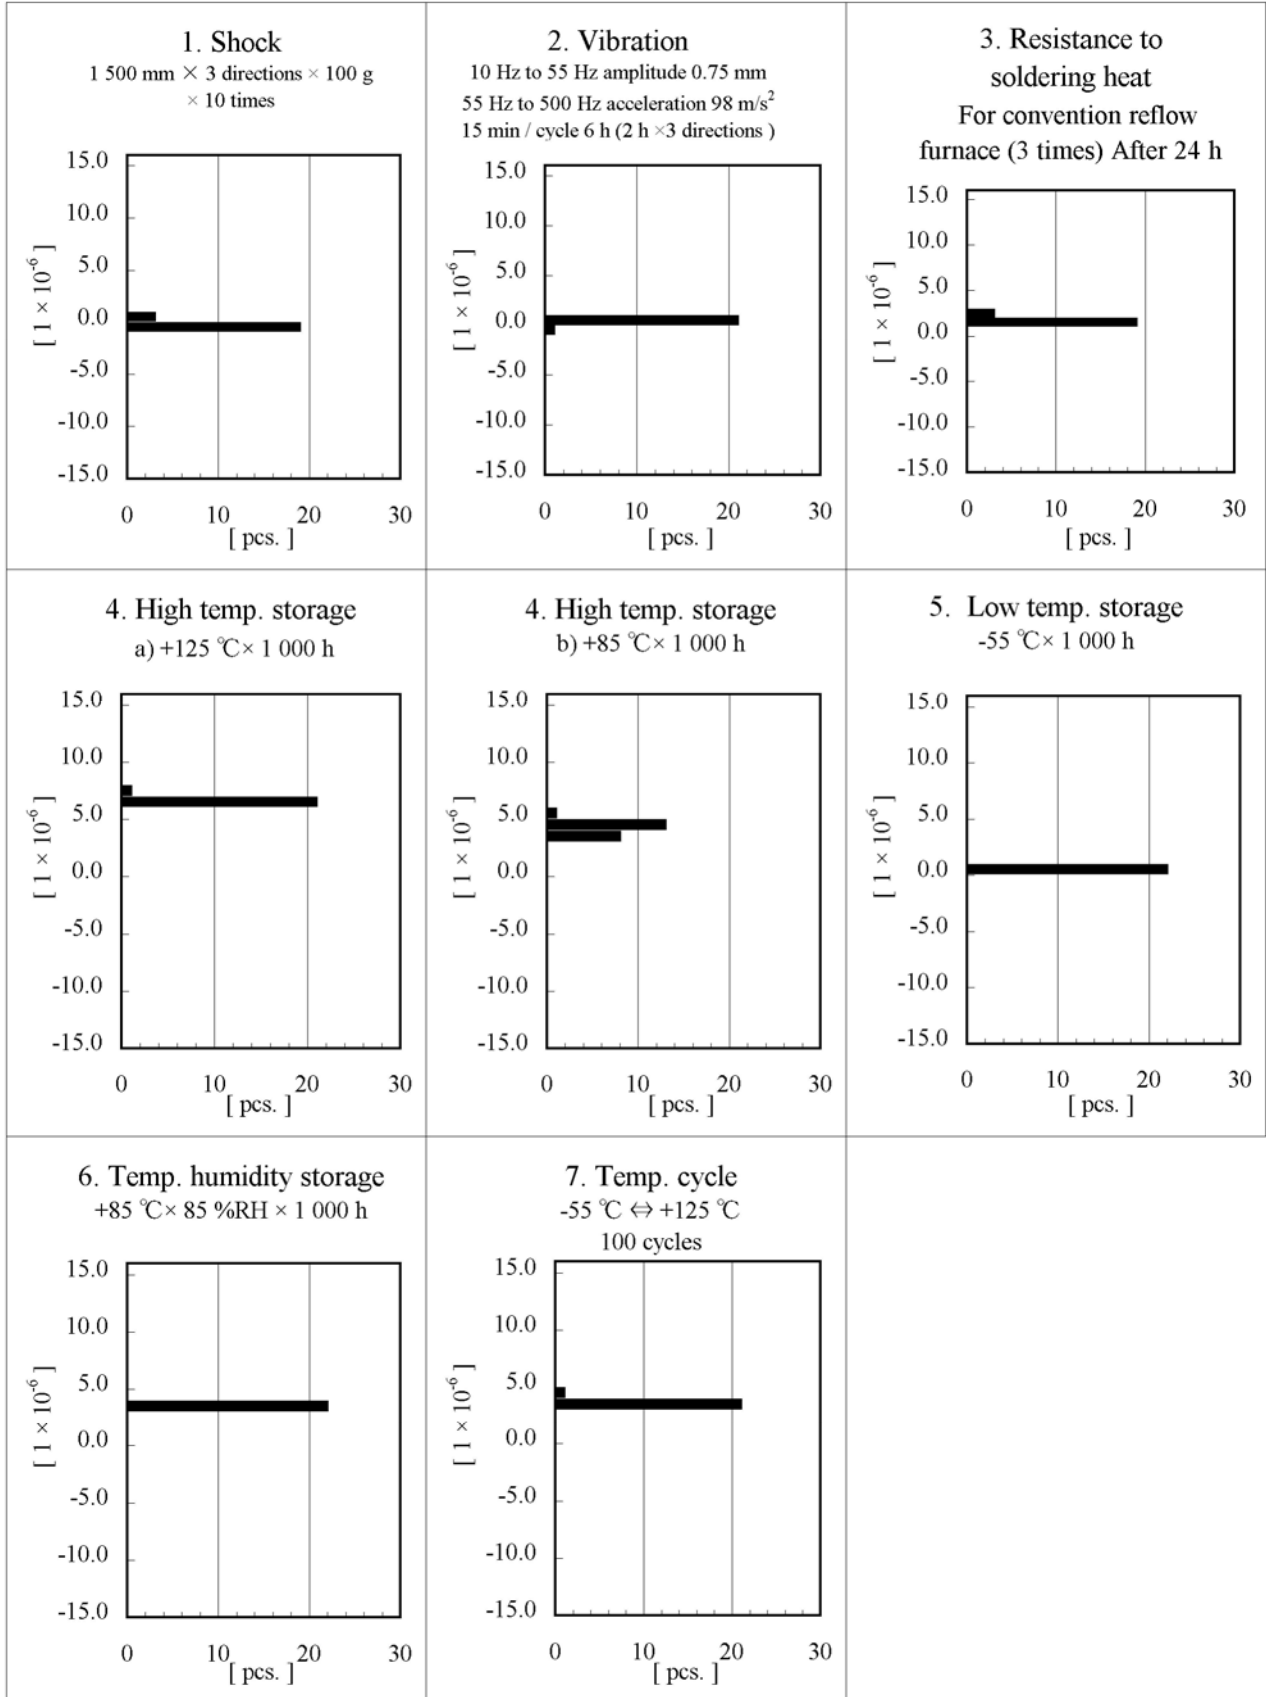 1. Shock
1 500 mm × 3 directions × 100 g
× 10 times
15.0
10.0
5.0
0.0
-5.0
-10.0
-15.0
[ 1 × 10-6 ]
0 10 20 30
[ pcs. ]
2. Vibration
10 Hz to 55 Hz amplitude 0.75 mm
55 Hz to 500 Hz acceleration 98 m/s2
15 min / cycle 6 h (2 h ×3 directions )
15.0
10.0
5.0
0.0
-5.0
-10.0
-15.0
[ 1 × 10-6 ]
0 10 20 30
[ pcs. ]
3. Resistance to
soldering heat
For convention reflow
furnace (3 times) After 24 h
15.0
10.0
5.0
0.0
-5.0
-10.0
-15.0
[ 1 × 10-6 ]
0 10 20 30
[ pcs. ]
4. High temp. storage
a) +125 ℃× 1 000 h
15.0
10.0
5.0
0.0
-5.0
-10.0
-15.0
[ 1 × 10-6 ]
0 10 20 30
[ pcs. ]
4. High temp. storage
b) +85 ℃× 1 000 h
15.0
10.0
5.0
0.0
-5.0
-10.0
-15.0
[ 1 × 10-6 ]
0 10 20 30
[ pcs. ]
5. Low temp. storage
-55 ℃× 1 000 h
15.0
10.0
5.0
0.0
-5.0
-10.0
-15.0
[ 1 × 10-6 ]
0 10 20 30
[ pcs. ]
6. Temp. humidity storage
+85 ℃× 85 %RH × 1 000 h
15.0
10.0
5.0
0.0
-5.0
-10.0
-15.0
[ 1 × 10-6 ]
0 10 20 30
[ pcs. ]
7. Temp. cycle
-55 ℃ ⇔ +125 ℃
100 cycles
15.0
10.0
5.0
0.0
-5.0
-10.0
-15.0
[ 1 × 10-6 ]
0 10 20 30
[ pcs. ]